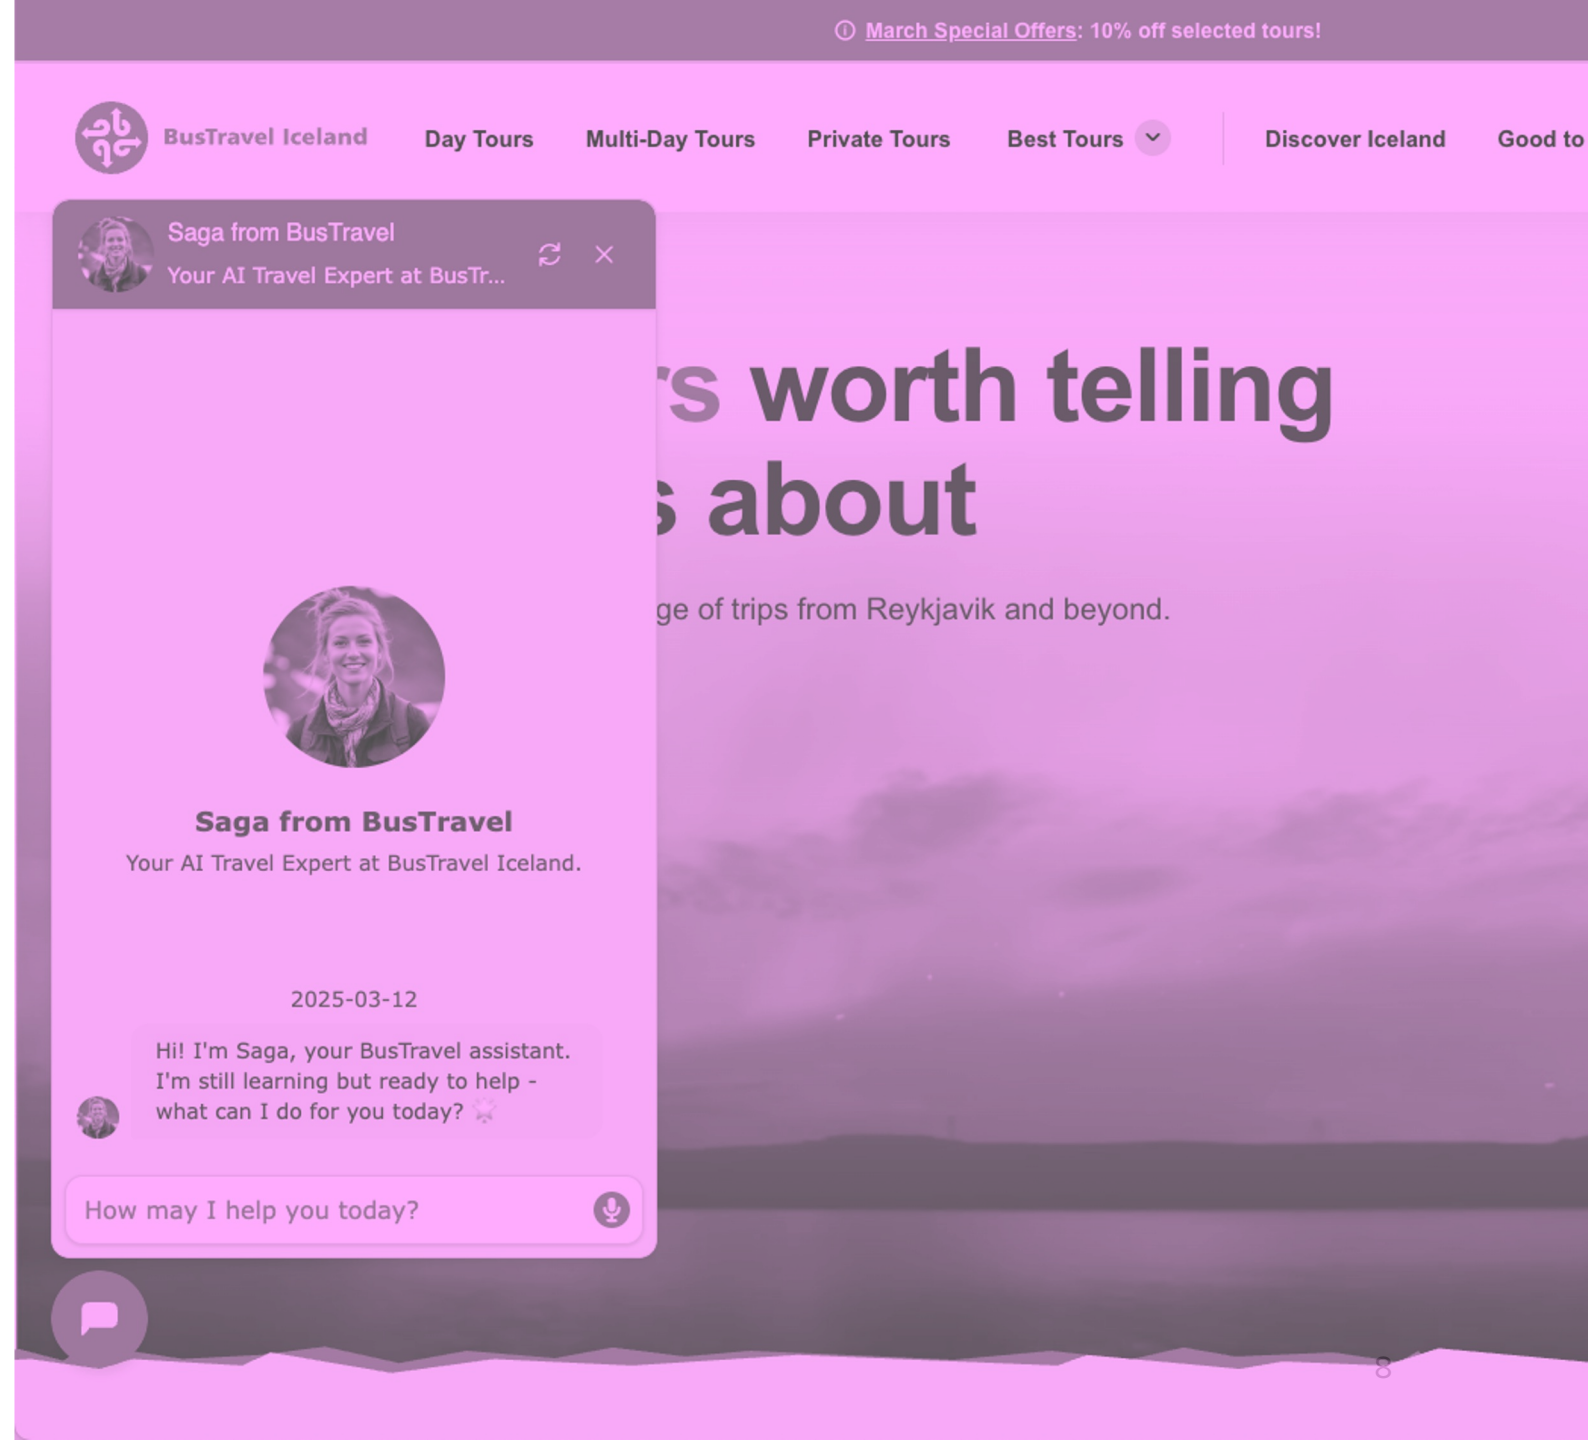 March Special Offers: 10% off selected tours!
BusTravel Iceland
Day Tours
Multi-Day Tours
Private Tours
Best Tours
Discover Iceland
Good to
Saga from BusTravel
Your AI Travel Expert at BusTr...
rs worth telling
s about
ge of trips from Reykjavik and beyond.
Saga from BusTravel
Your AI Travel Expert at BusTravel Iceland.
2025-03-12
Hi! I'm Saga, your BusTravel assistant.
I'm still learning but ready to help -
what can I do for you today? 🌟
How may I help you today?